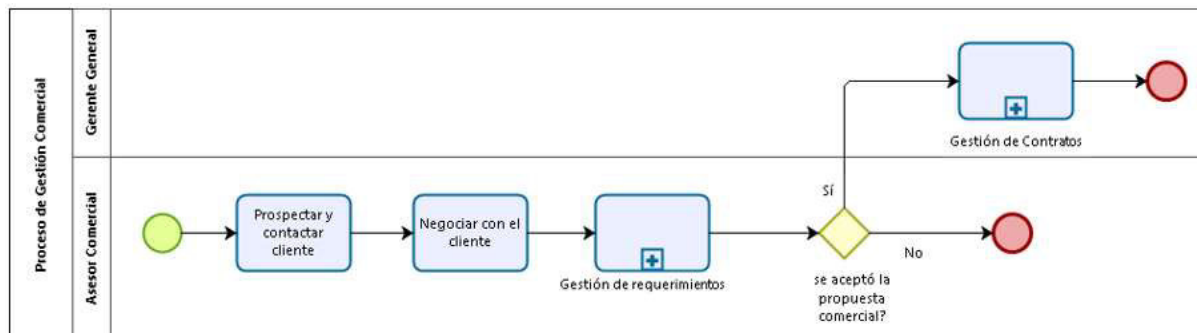 Proceso de Gestión Comercial
Gerente General
Gestión de Contratos
Asesor Comercial
Prospectar y
contactar
cliente
Negociar con el
cliente
Gestión de requerimientos
Sí
No
se aceptó la
propuesta
comercial?